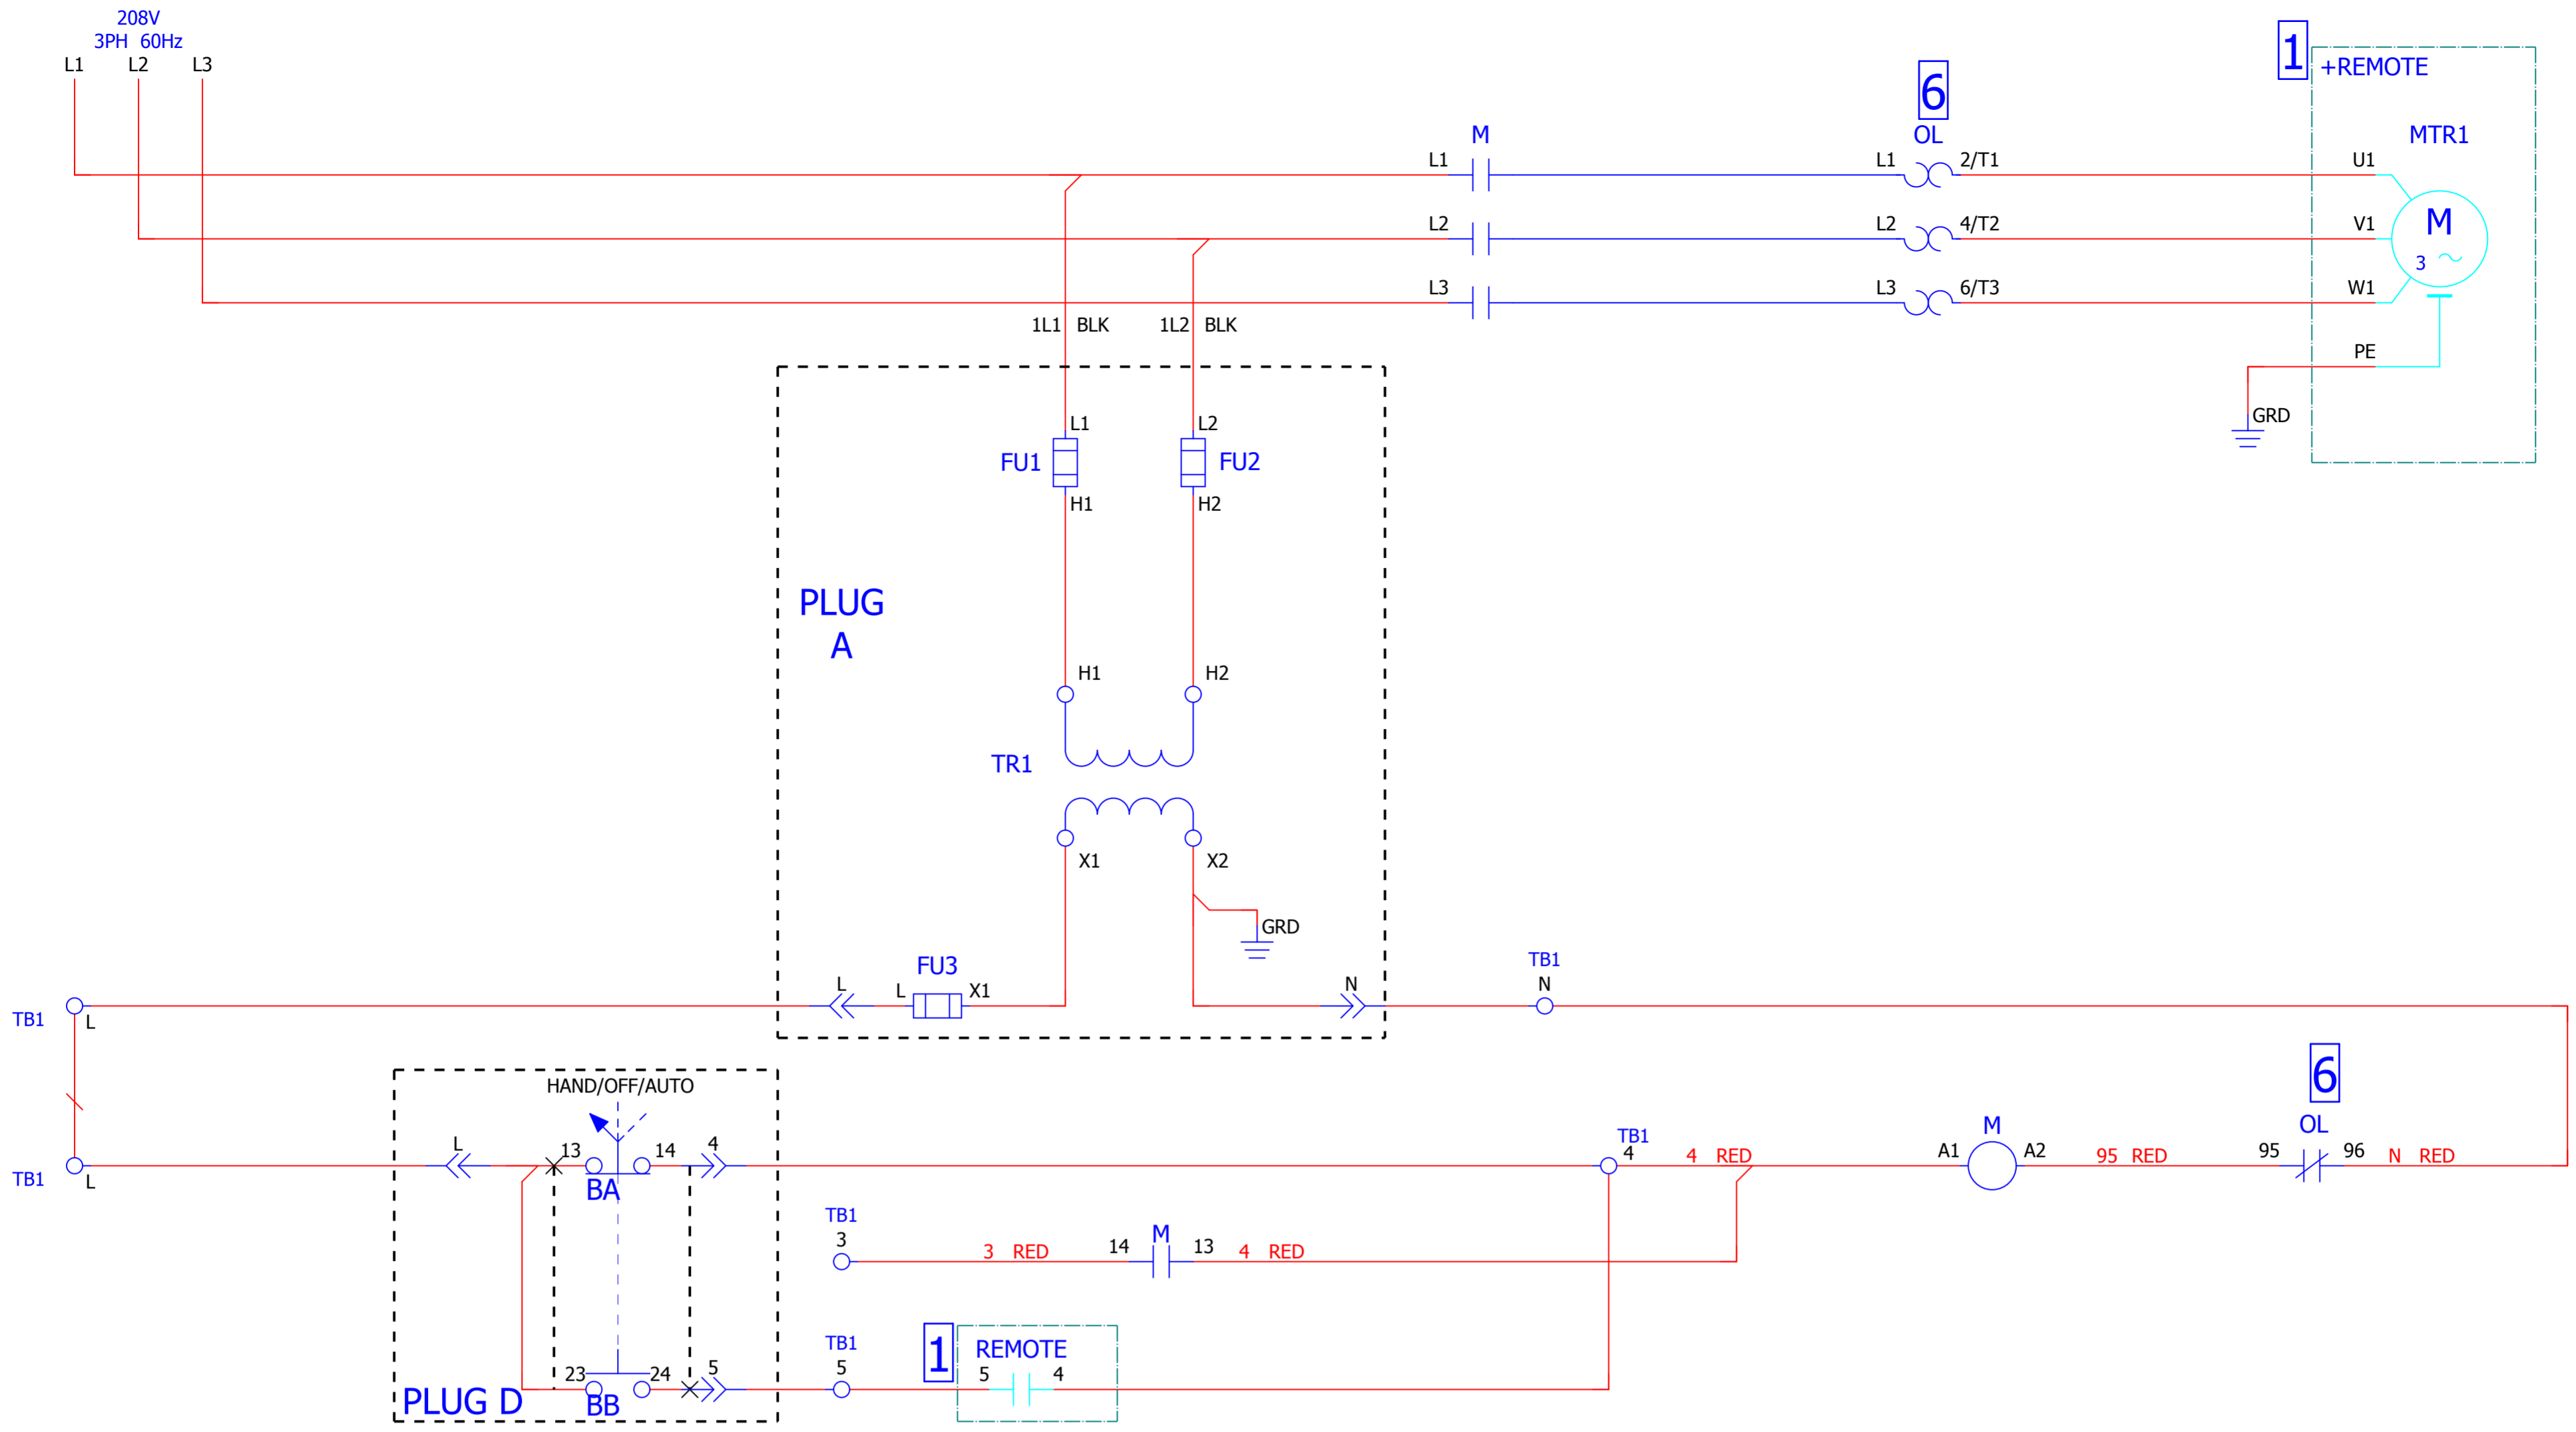 208V
3PH 60Hz
L1 L2 L3
1
+REMOTE
6
OL
M
MTR1
L1 L1 2/T1 U1
L2 L2 4/T2 V1
M
3
L3 L3 6/T3 W1
1L1 BLK 1L2 BLK
PE
GRD
L1 L2
FU1 FU2
H1 H2
PLUG
A
H1 H2
TR1
X1 X2
GRD
FU3
L L X1 N
TB1
N
TB1 L
HAND/OFF/AUTO
6
OL
M
TB1
L 13 14 4
4
4 RED
A1 A2
95 RED
95 96
N RED
TB1 L
BA
TB1
3
3 RED
14 M 13
4 RED
TB1
5
1
REMOTE
5 4
23 24 5
PLUG D
BB